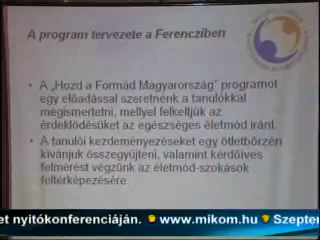 A program tervezete a Ferencziben
• A „Hozd a Formád Magyarország” programot
egy előadással szeretnénk a tanulókkal
megismertetni, mellyel felkeltjük az
érdeklődésüket az egészséges életmód iránt.
• A tanulói kezdeményezéseket egy ötletbörzén
kívánjuk összegyűjteni, valamint kérdőíves
felmérést végzünk az életmód-szokások
feltérképezésére.
et nyitókonferenciáján. www.mikom.hu Szepten